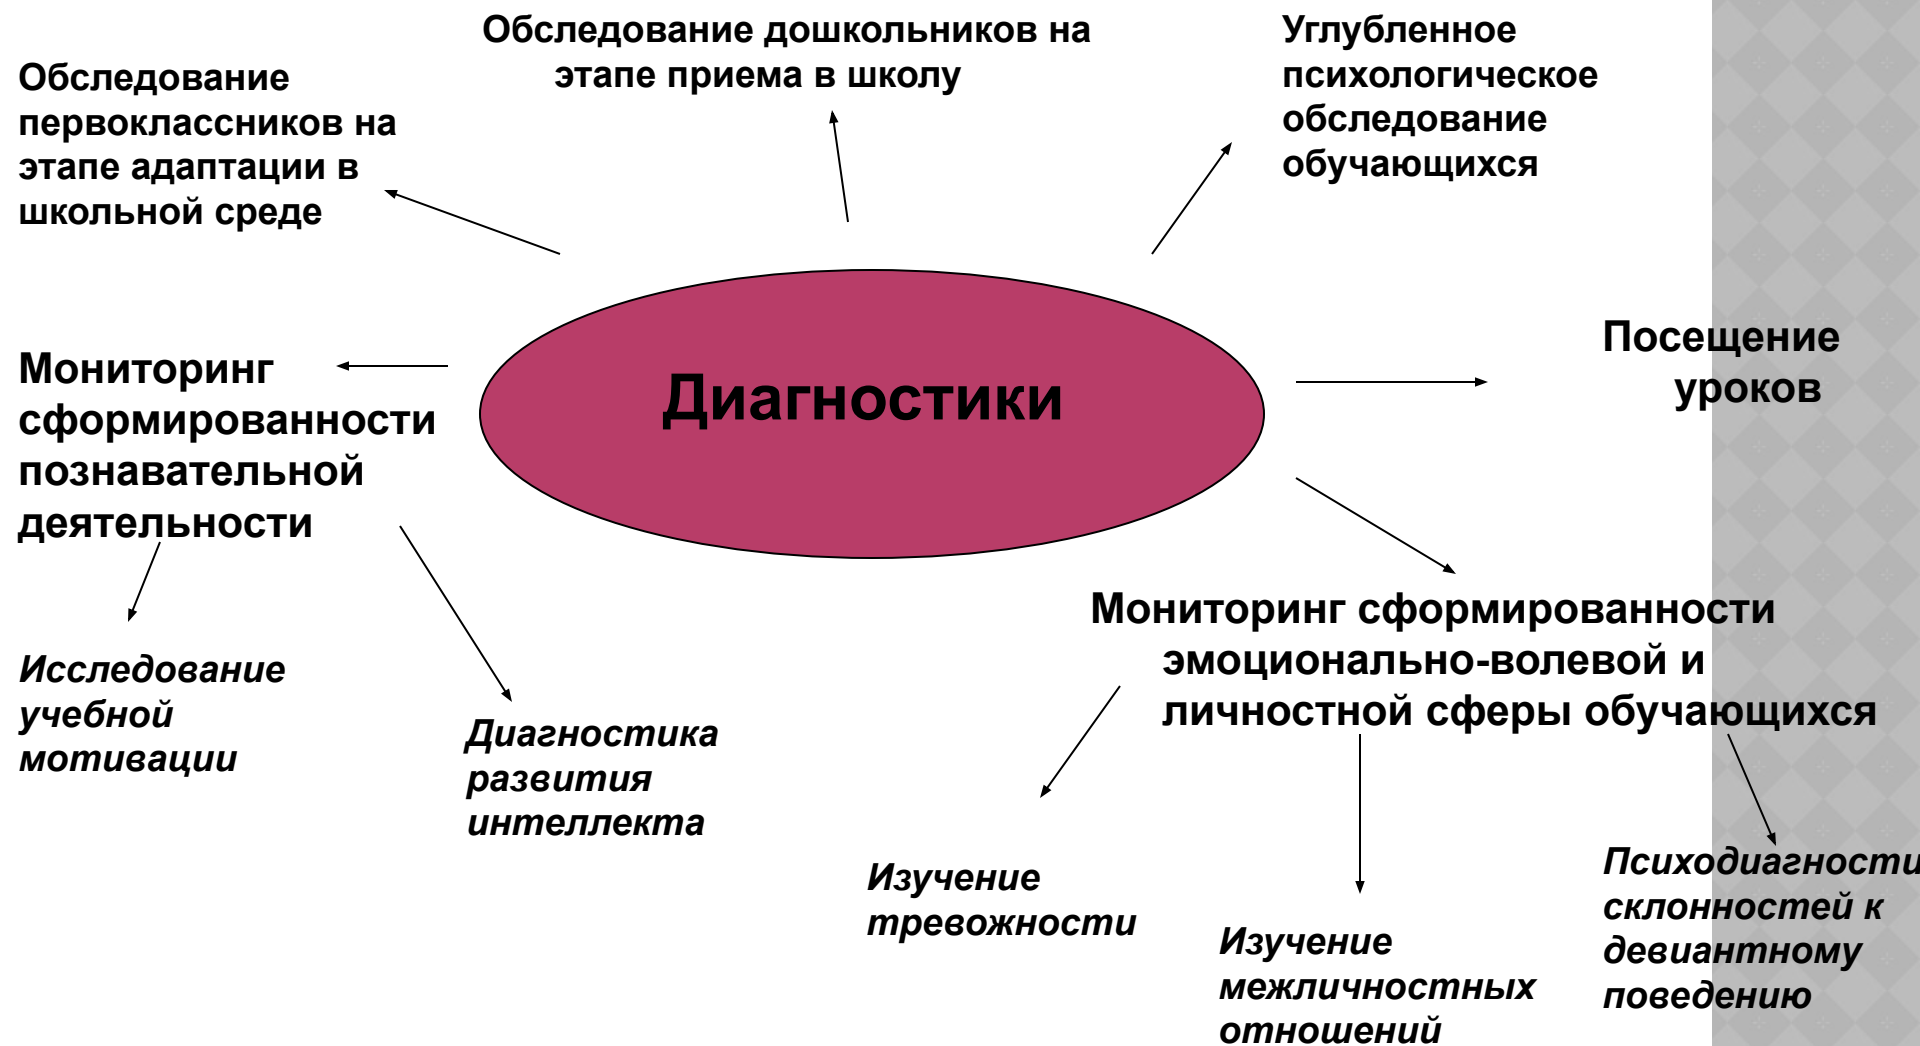 Обследование дошкольников на
этапе приема в школу
Углубленное
психологическое
обследование
обучающихся
Обследование
первоклассников на
этапе адаптации в
школьной среде
Диагностики
Посещение
уроков
Мониторинг
сформированности
познавательной
деятельности
Мониторинг сформированности
эмоционально-волевой и
личностной сферы обучающихся
Исследование
учебной
мотивации
Диагностика
развития
интеллекта
Изучение
тревожности
Изучение
межличностных
отношений
Психодиагности
склонностей к
девиантному
поведению